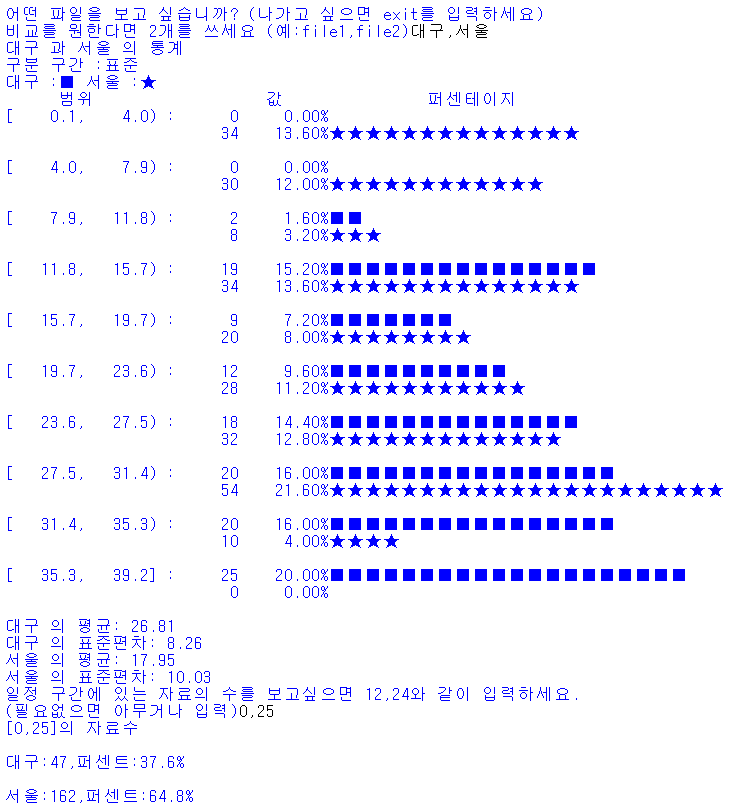 어떤 파일을 보고 싶습니까? (나가고 싶으면 exit를 입력하세요)
비교를 원한다면 2개를 쓰세요 (예:file1,file2)대구,서울
대구 과 서울 의 통계
구분 구간 :표준
대구 :■ 서울 :★
범위 값 퍼센테이지
[ 0.1, 4.0) : 0 0.00%
34 13.60%★★★★★★★★★★★★★★
[ 4.0, 7.9) : 0 0.00%
30 12.00%★★★★★★★★★★★★
[ 7.9, 11.8) : 2 1.60%■■
8 3.20%★★★
[ 11.8, 15.7) : 19 15.20%■■■■■■■■■■■■■■■
34 13.60%★★★★★★★★★★★★★★
[ 15.7, 19.7) : 9 7.20%■■■■■■■
20 8.00%★★★★★★★★
[ 19.7, 23.6) : 12 9.60%■■■■■■■■■■
28 11.20%★★★★★★★★★★★
[ 23.6, 27.5) : 18 14.40%■■■■■■■■■■■■■■
32 12.80%★★★★★★★★★★★★★
[ 27.5, 31.4) : 20 16.00%■■■■■■■■■■■■■■■■
54 21.60%★★★★★★★★★★★★★★★★★★★★★★
[ 31.4, 35.3) : 20 16.00%■■■■■■■■■■■■■■■■
10 4.00%★★★★
[ 35.3, 39.2] : 25 20.00%■■■■■■■■■■■■■■■■■■■■
0 0.00%
대구 의 평균: 26.81
대구 의 표준편차: 8.26
서울 의 평균: 17.95
서울 의 표준편차: 10.03
일정 구간에 있는 자료의 수를 보고싶으면 12,24와 같이 입력하세요.
(필요없으면 아무거나 입력)0,25
[0,25]의 자료수
대구:47,퍼센트:37.6%
서울:162,퍼센트:64.8%